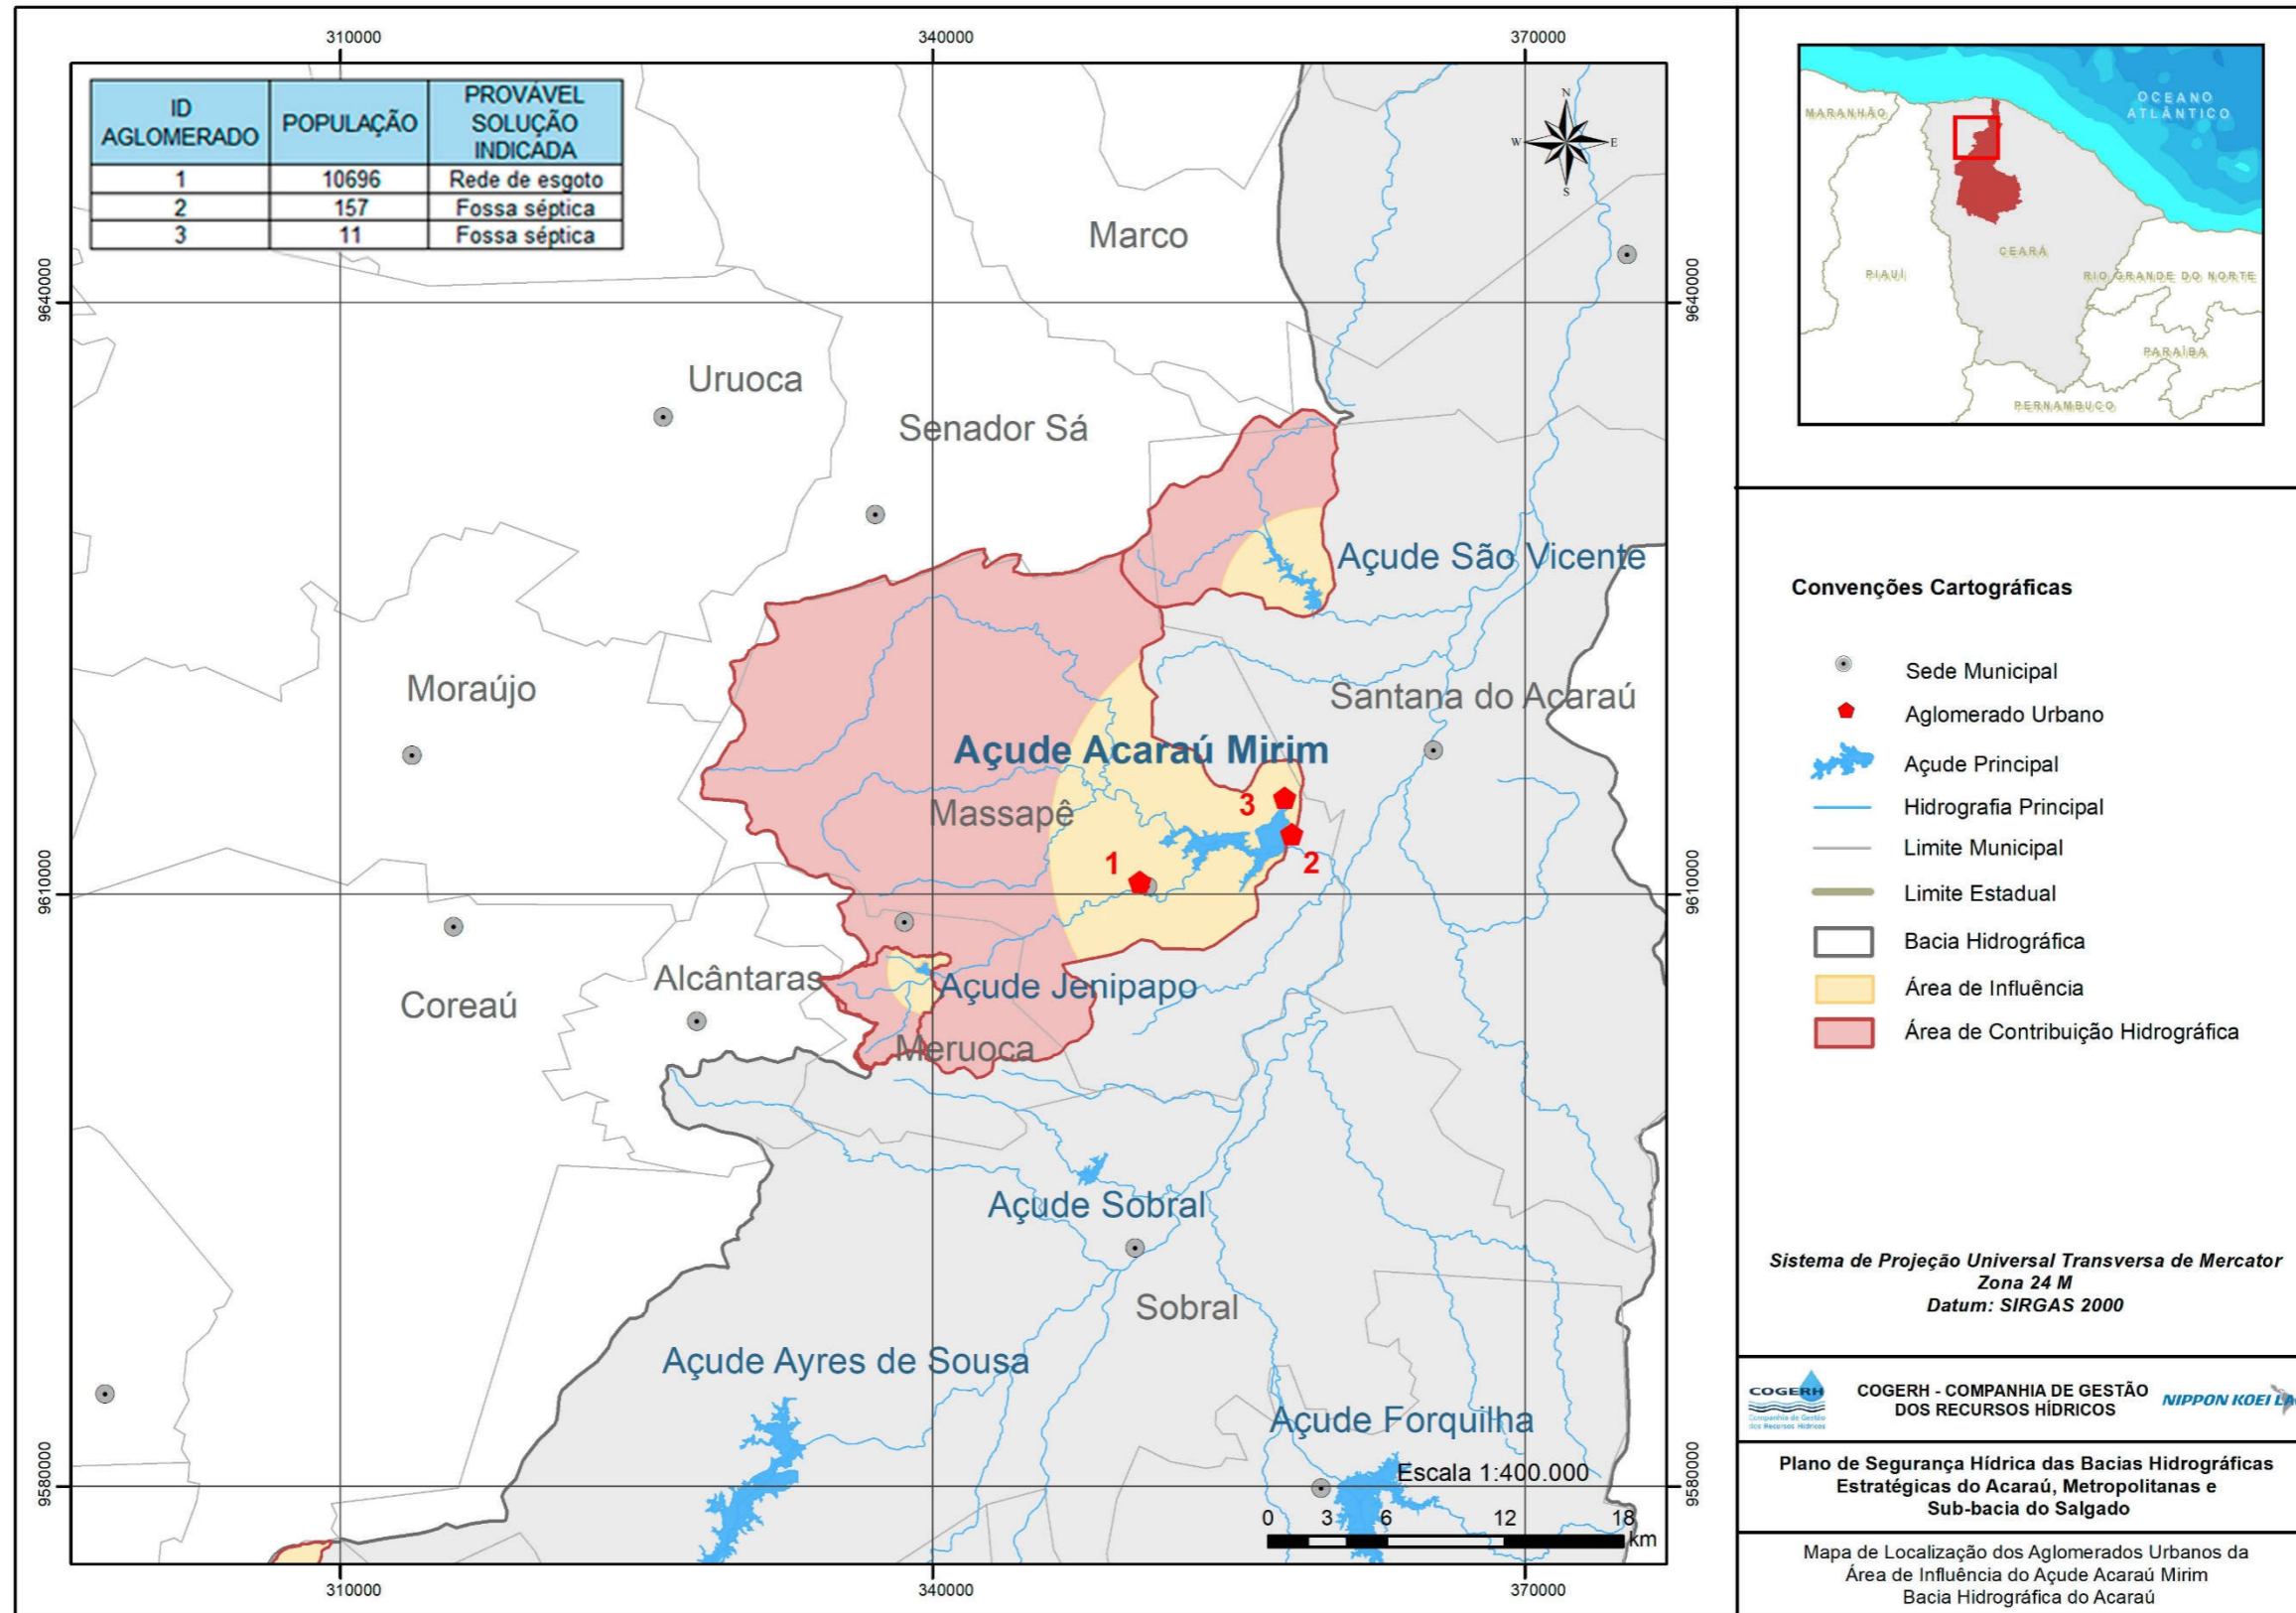 310000
340000
370000
ID AGLOMERADO POPULAÇÃO PROVÁVEL SOLUÇÃO INDICADA
1 10696 Rede de esgoto
2 157 Fossa séptica
3 11 Fossa séptica
N
W E
S
9640000
9640000
Marco
Uruoca
Senador Sá
Açude São Vicente
Moraújo
Santana do Acaraú
Açude Acaraú Mirim
Massapê
3
2
1
9610000
9610000
Alcântaras
Coreaú
Açude Jenipapo
Meruoca
Açude Sobral
Sobral
Açude Ayres de Sousa
Açude Forquilha
9580000
9580000
Escala 1:400.000
0 3 6 12 18
km
310000
340000
370000
OCEANO
ATLÂNTICO
MARANHÃO
CEARÁ
PIAUÍ
RIO GRANDE DO NORTE
PARAÍBA
PERNAMBUCO
Convenções Cartográficas
Sede Municipal
Aglomerado Urbano
Açude Principal
Hidrografia Principal
Limite Municipal
Limite Estadual
Bacia Hidrográfica
Área de Influência
Área de Contribuição Hidrográfica
Sistema de Projeção Universal Transversa de Mercator
Zona 24 M
Datum: SIRGAS 2000
COGERH
Companhia de Gestão
dos Recursos Hídricos
COGERH - COMPANHIA DE GESTÃO
DOS RECURSOS HÍDRICOS
NIPPON KOEI
Plano de Segurança Hídrica das Bacias Hidrográficas
Estratégicas do Acaraú, Metropolitanas e
Sub-bacia do Salgado
Mapa de Localização dos Aglomerados Urbanos da
Área de Influência do Açude Acaraú Mirim
Bacia Hidrográfica do Acaraú